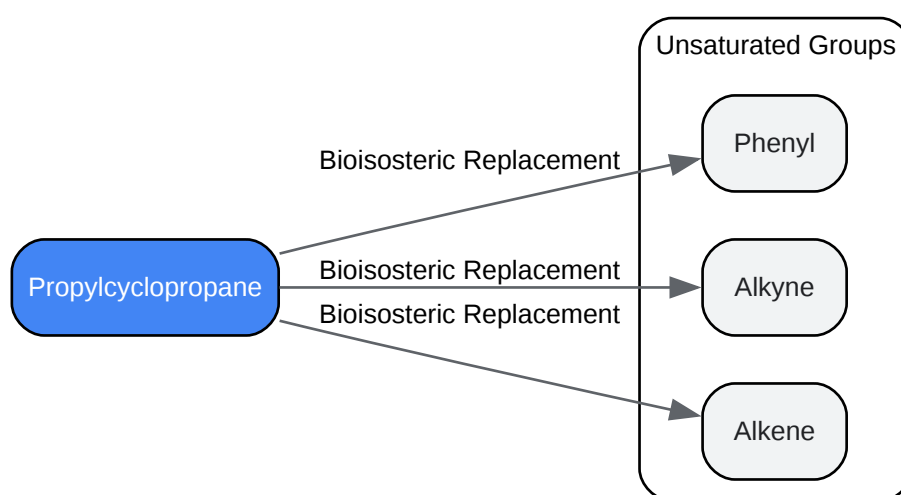 Unsaturated Groups
Phenyl
Bioisosteric Replacement
Propylcyclopropane
Bioisosteric Replacement
Alkyne
Bioisosteric Replacement
Alkene